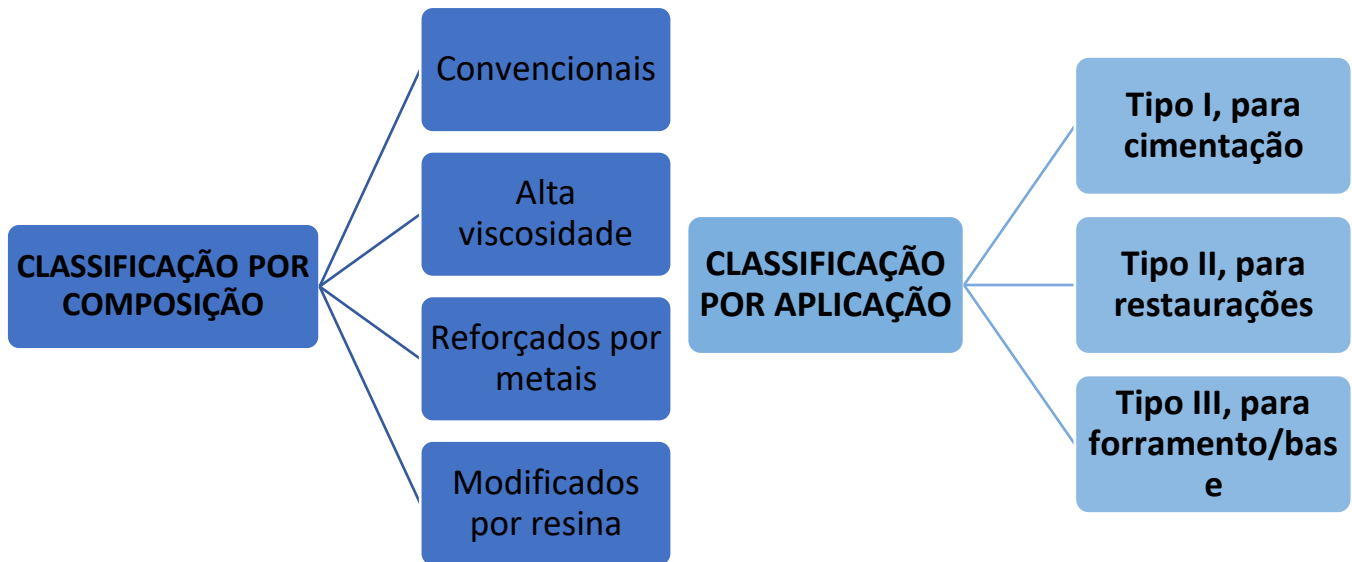 CLASSIFICAÇÃO POR
COMPOSIÇÃO
Convencionais
Alta
viscosidade
Reforçados por
metais
Modificados
por resina
CLASSIFICAÇÃO
POR APLICAÇÃO
Tipo I, para
cimentação
Tipo II, para
restaurações
Tipo III, para
forramento/bas
e